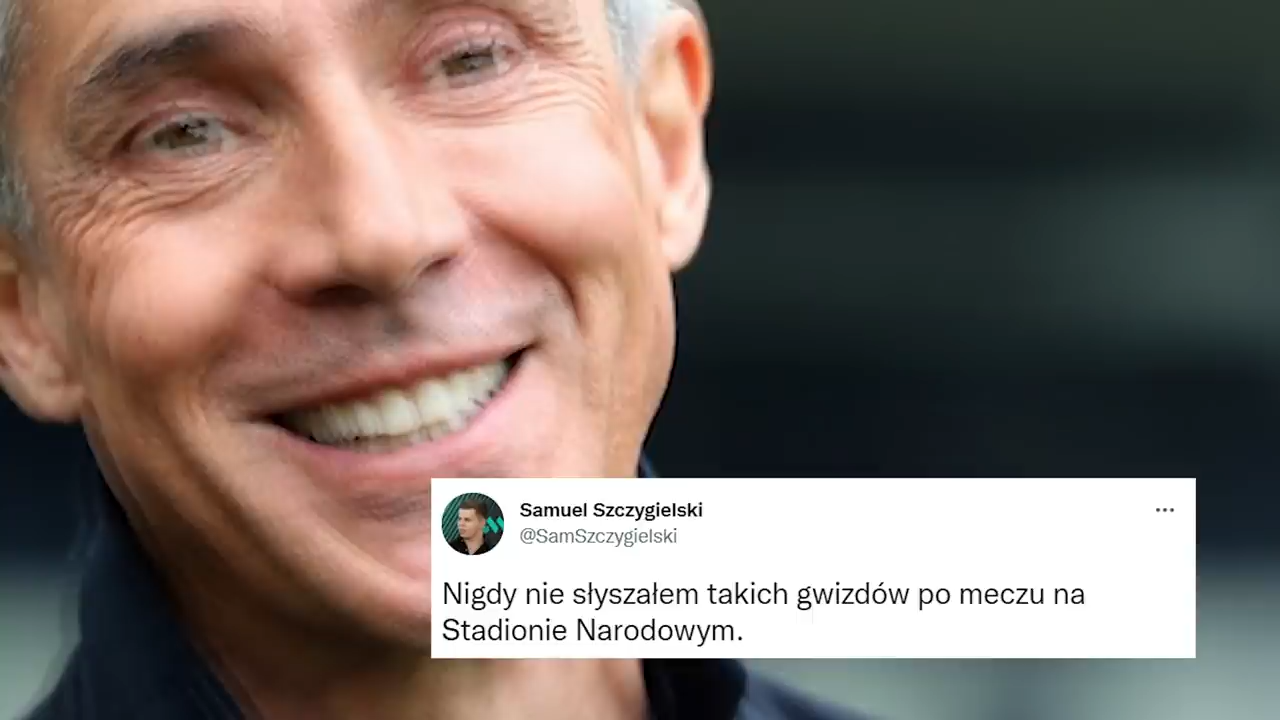 Samuel Szczygielski
@SamSzczygielski
Nigdy nie słyszałem takich gwizdów po meczu na
Stadionie Narodowym.